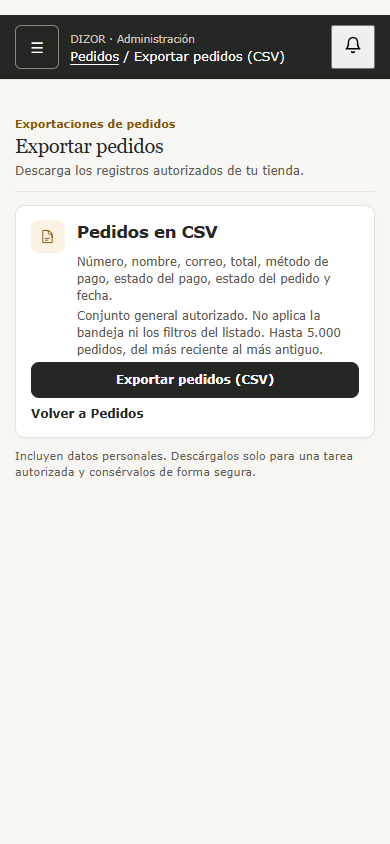 DIZOR · Administración
Pedidos / Exportar pedidos (CSV)
Exportaciones de pedidos
Exportar pedidos
Descarga los registros autorizados de tu tienda.
Pedidos en CSV
Número, nombre, correo, total, método de
pago, estado del pago, estado del pedido y
fecha.
Conjunto general autorizado. No aplica la
bandeja ni los filtros del listado. Hasta 5.000
pedidos, del más reciente al más antiguo.
Exportar pedidos (CSV)
Volver a Pedidos
Incluyen datos personales. Descárgalos solo para una tarea
autorizada y consérvalos de forma segura.